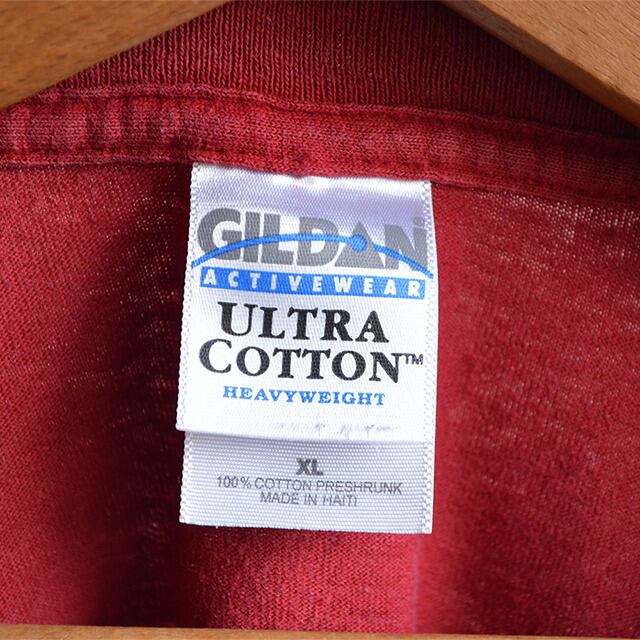 GILDAN
ACTIVEWEAR
ULTRA
COTTON™
HEAVYWEIGHT
XL
100% COTTON PRESHRUNK
MADE IN HAITI